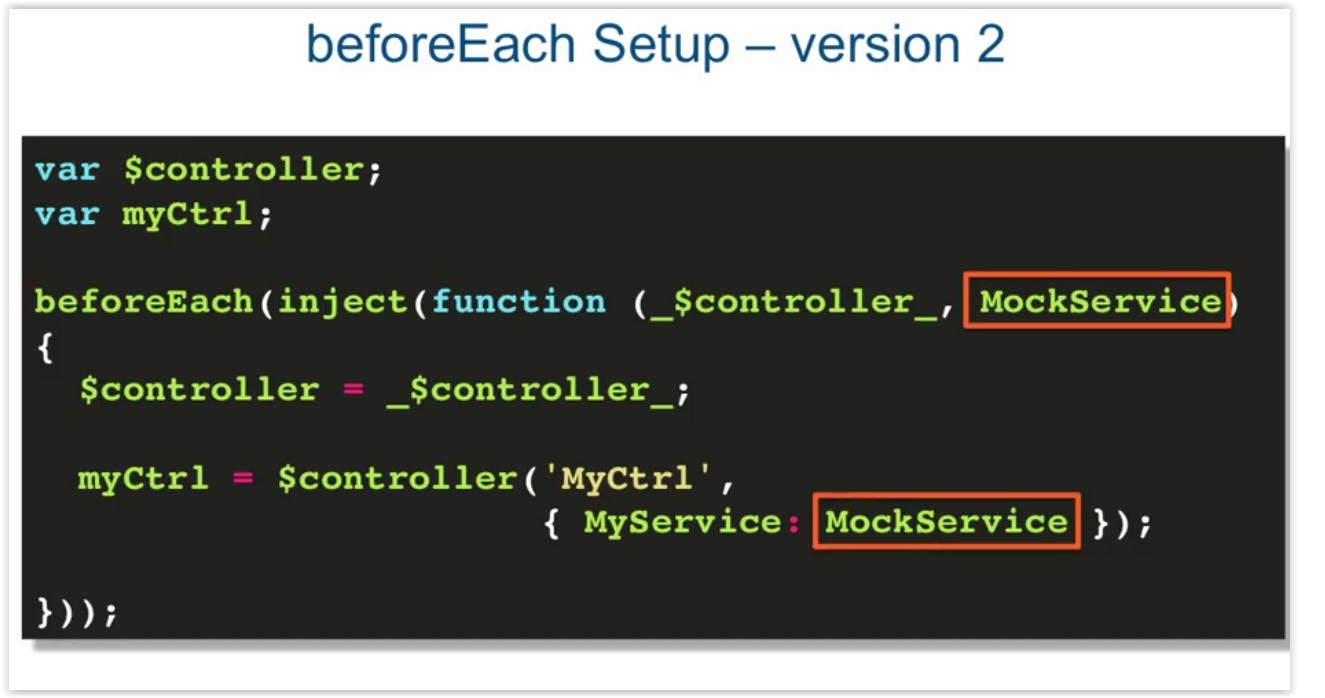 beforeEach Setup – version 2
var $controller;
var myCtrl;
beforeEach(inject(function (_$controller_, MockService)
{
$controller = _$controller_;
myCtrl = $controller('MyCtrl',
{ MyService: MockService });
}));